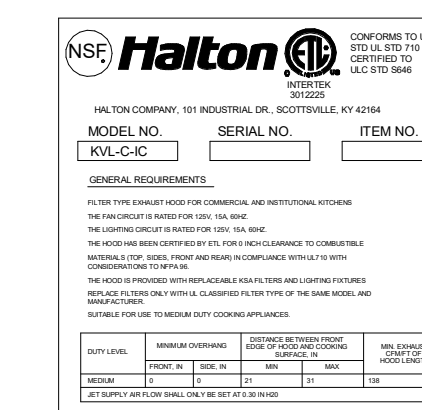 NSF®
Halton
ETL
c LISTED US
INTERTEK
3012225
CONFORMS TO
STD UL STD 710
CERTIFIED TO
ULC STD S646
HALTON COMPANY, 101 INDUSTRIAL DR., SCOTTSVILLE, KY 42164
MODEL NO. SERIAL NO. ITEM NO.
KVL-C-IC
GENERAL REQUIREMENTS
FILTER TYPE EXHAUST HOOD FOR COMMERCIAL AND INSTITUTIONAL KITCHENS
THE FAN CIRCUIT IS RATED FOR 125V, 15A, 60HZ.
THE LIGHTING CIRCUIT IS RATED FOR 125V, 15A, 60HZ.
THE HOOD HAS BEEN CERTIFIED BY ETL FOR 0 INCH CLEARANCE TO COMBUSTIBLE
MATERIALS (TOP, SIDES, FRONT AND REAR) IN COMPLIANCE WITH UL710 WITH
CONSIDERATIONS TO NFPA 96.
THE HOOD IS PROVIDED WITH REPLACEABLE KSA FILTERS AND LIGHTING FIXTURES
REPLACE FILTERS ONLY WITH UL CLASSIFIED FILTER TYPE OF THE SAME MODEL AND
MANUFACTURER.
SUITABLE FOR USE TO MEDIUM DUTY COOKING APPLIANCES.
DUTY LEVEL
MINIMUM OVERHANG
DISTANCE BETWEEN FRONT
EDGE OF HOOD AND COOKING
SURFACE, IN
MIN. EXHAUS
CFM/FT OF
HOOD LENGT
FRONT, IN SIDE, IN MIN MAX
MEDIUM 0 0 21 31 138
JET SUPPLY AIR FLOW SHALL ONLY BE SET AT 0.30 IN H20